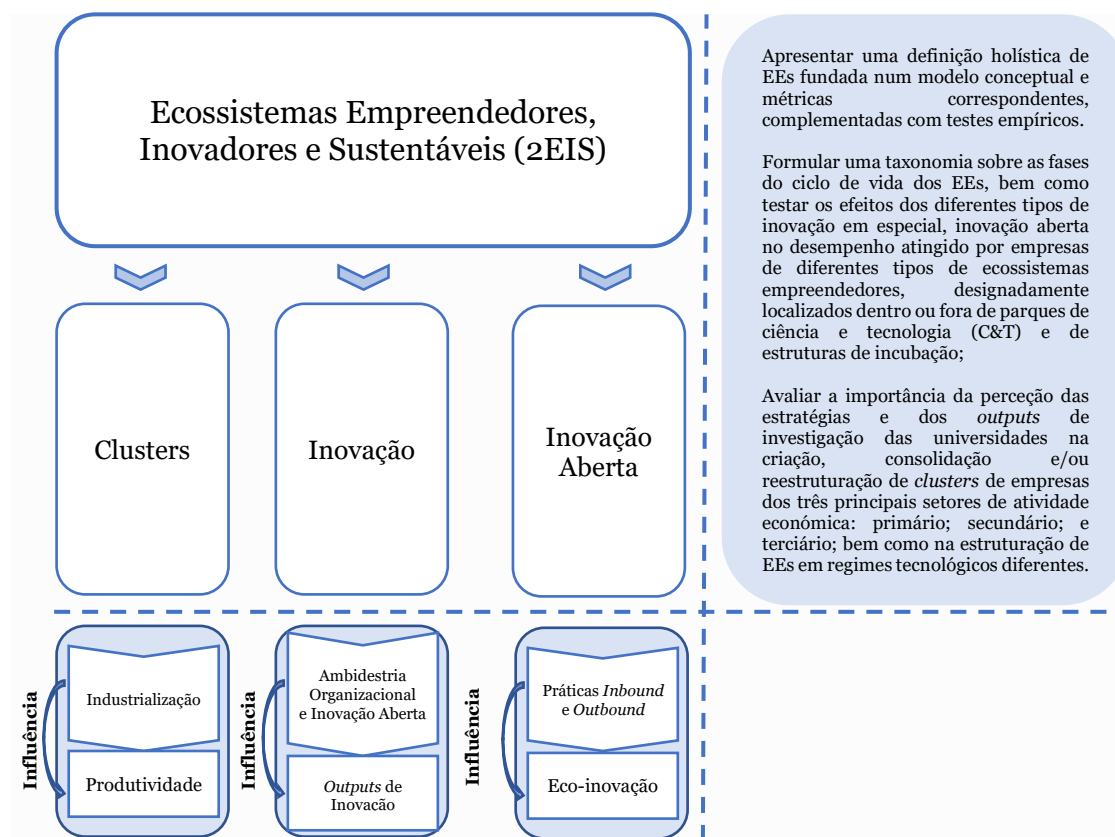 Ecossistemas Empreendedores,
Inovadores e Sustentáveis (2EIS)
Apresentar uma definição holística de
EEs fundada num modelo conceptual e
métricas correspondentes,
complementadas com testes empíricos.
Formular uma taxonomia sobre as fases
do ciclo de vida dos EEs, bem como
testar os efeitos dos diferentes tipos de
inovação em especial, inovação aberta
no desempenho atingido por empresas
de diferentes tipos de ecossistemas
empreendedores, designadamente
localizados dentro ou fora de parques de
ciência e tecnologia (C&T) e de
estruturas de incubação;
Avaliar a importância da perceção das
estratégias e dos outputs de
investigação das universidades na
criação, consolidação e/ou
reestruturação de clusters de empresas
dos três principais setores de atividade
económica: primário; secundário; e
terciário; bem como na estruturação de
EEs em regimes tecnológicos diferentes.
Clusters
Inovação
Inovação
Aberta
Influência
Industrialização
Produtividade
Influência
Ambidestria
Organizacional
e Inovação Aberta
Outputs de
Inovação
Influência
Práticas Inbound
e Outbound
Eco-inovação